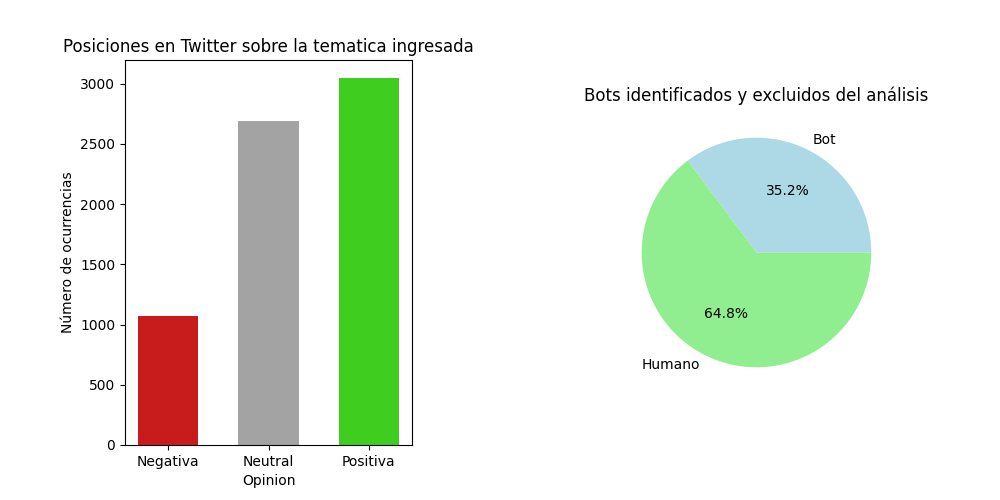 Posiciones en Twitter sobre la tematica ingresada
Número de ocurrencias
3000
2500
2000
1500
1000
500
0
Negativa
Neutral
Positiva
Opinion
Bots identificados y excluidos del análisis
Bot
35.2%
64.8%
Humano